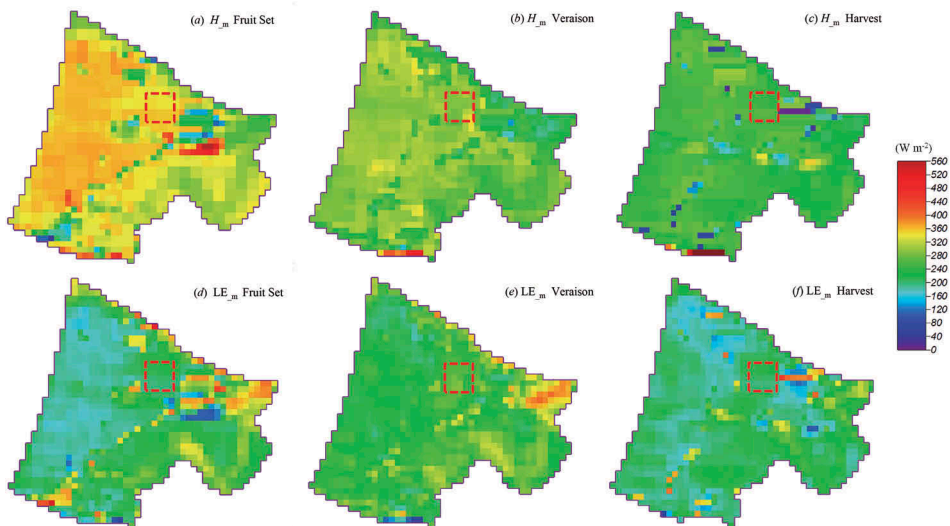 (a) H_m Fruit Set
(b) H_m Veraison
(c) H_m Harvest
(W m-2)
560
520
480
440
400
360
320
280
240
200
160
120
80
40
0
(d) LE_m Fruit Set
(e) LE_m Veraison
(f) LE_m Harvest